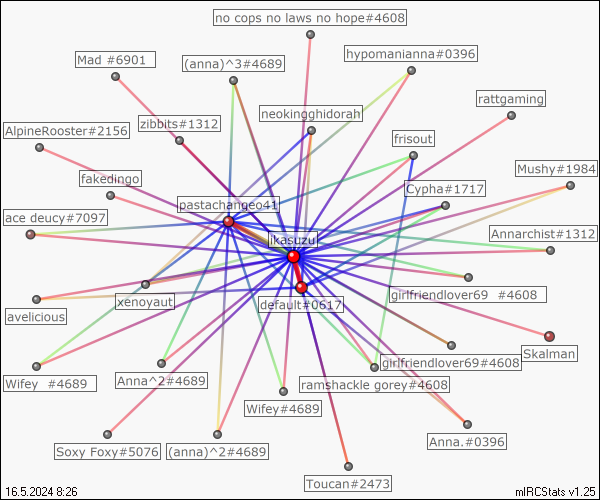 no cops no laws no hope#4608
hypomanianna#0396
Mad #6901
(anna)^3#4689
rattgaming
neokingghidorah
zibbits#1312
AlpineRooster#2156
frisout
Mushy#1984
fakedingo
Cypha#1717
pastachangeo41
ace deucy#7097
Annarchist#1312
ikasuzu
girlfriendlover69 #4608
xenoyaut
default#0617
avelicious
Skalman
girlfriendlover69#4608
Wifey #4689
Anna^2#4689
ramshackle gorey#4608
Wifey#4689
Anna.#0396
Soxy Foxy#5076
(anna)^2#4689
Toucan#2473
16.5.2024 8:26
mIRCStats v1.25